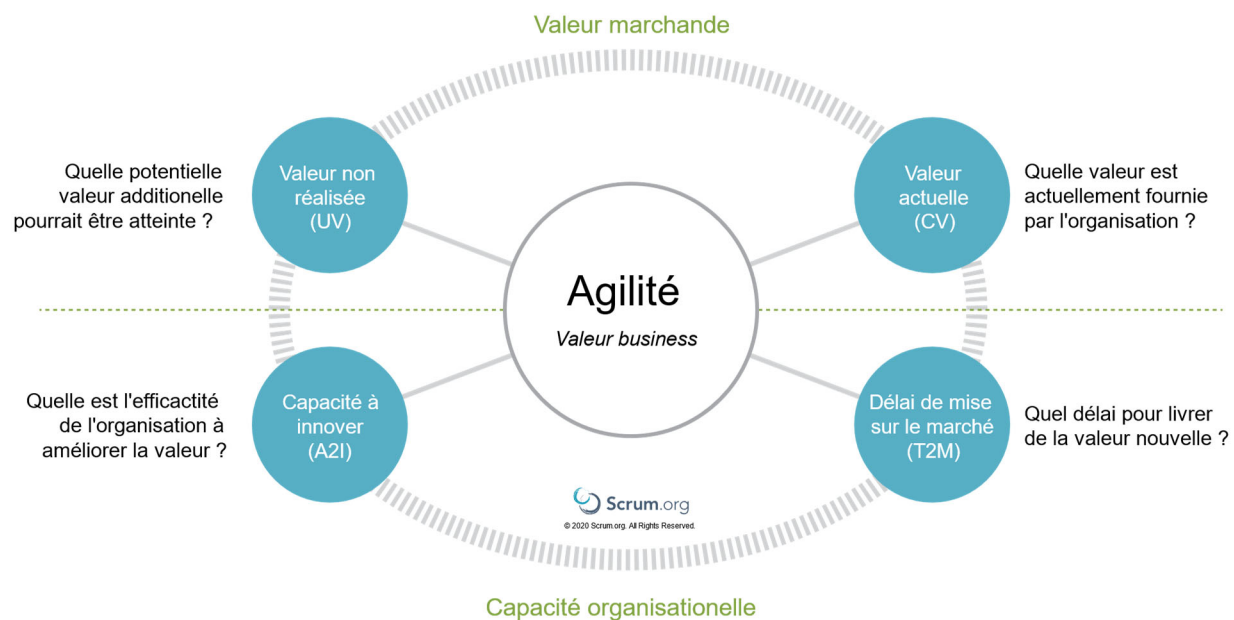 Valeur marchande
Quelle potentielle
valeur additionelle
pourrait être atteinte ?
Valeur non
réalisée
(UV)
Valeur
actuelle
(CV)
Quelle valeur est
actuellement fournie
par l'organisation ?
Agilité
Valeur business
Quelle est l'efficactité
de l'organisation à
améliorer la valeur ?
Capacité à
innover
(A2I)
Délai de mise
sur le marché
(T2M)
Quel délai pour livrer
de la valeur nouvelle ?
Scrum.org
© 2020 Scrum.org. All Rights Reserved.
Capacité organisationelle